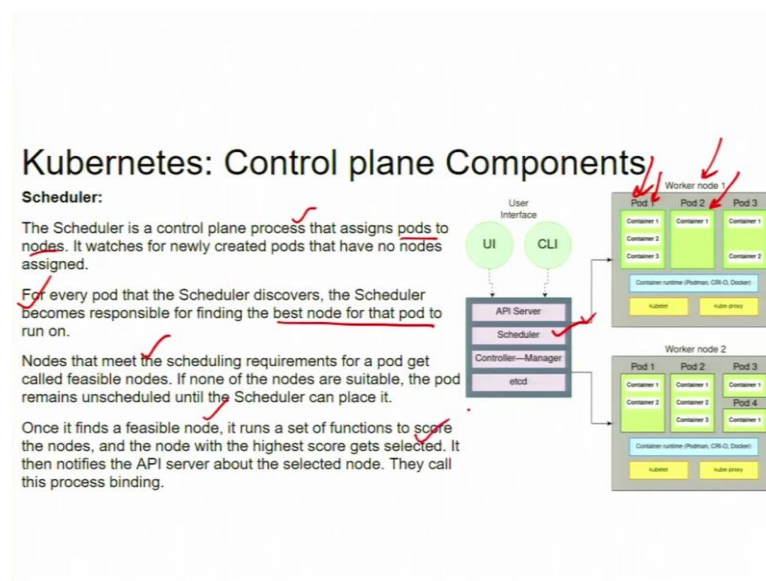 Kubernetes: Control plane Components
Scheduler:
The Scheduler is a control plane process that assigns pods to
nodes. It watches for newly created pods that have no nodes
assigned.
For every pod that the Scheduler discovers, the Scheduler
becomes responsible for finding the best node for that pod to
run on.
Nodes that meet the scheduling requirements for a pod get
called feasible nodes. If none of the nodes are suitable, the pod
remains unscheduled until the Scheduler can place it.
Once it finds a feasible node, it runs a set of functions to score
the nodes, and the node with the highest score gets selected. It
then notifies the API server about the selected node. They call
this process binding.
User
Interface
UI
CLI
API Server
Scheduler
Controller—Manager
etcd
Worker node 1
Pod 1
Pod 2
Pod 3
Container 1
Container 1
Container 1
Container 2
Container 3
Container 2
Container runtime (Podman, CRI-O, Docker)
kubelet
kube-proxy
Worker node 2
Pod 1
Pod 2
Pod 3
Container 1
Container 1
Container 1
Container 2
Container 2
Pod 4
Container 3
Container 1
Container runtime (Podman, CRI-O, Docker)
kubelet
kube-proxy